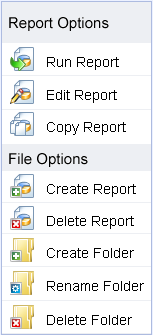 Report Options
Run Report
Edit Report
Copy Report
File Options
Create Report
Delete Report
Create Folder
Rename Folder
Delete Folder